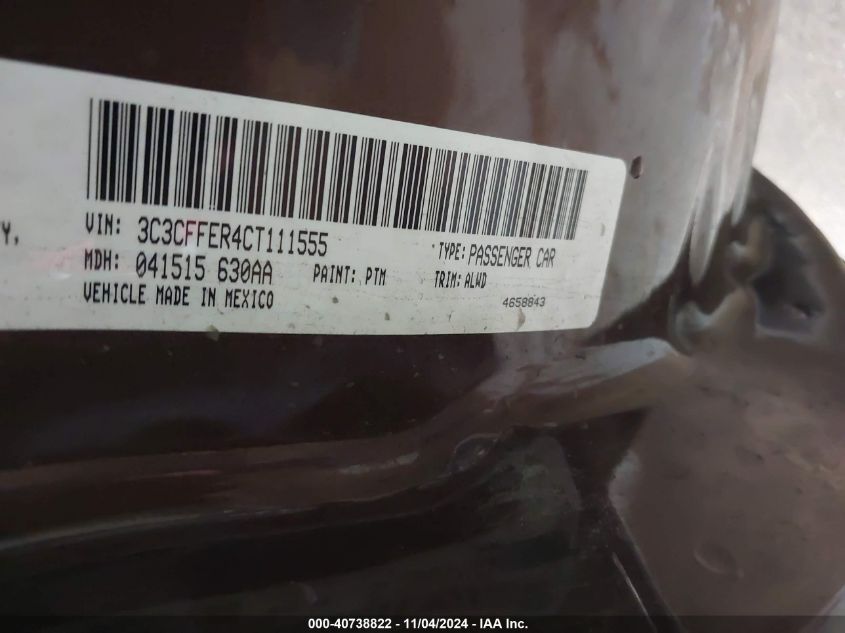 Y,
VIN: 3C3CFFER4CT111555 TYPE: PASSENGER CAR
MDH: 041515 630AA PAINT: PTM TRIM: ALWD
VEHICLE MADE IN MEXICO 4658843
000-40738822 - 11/04/2024 - IAA Inc.